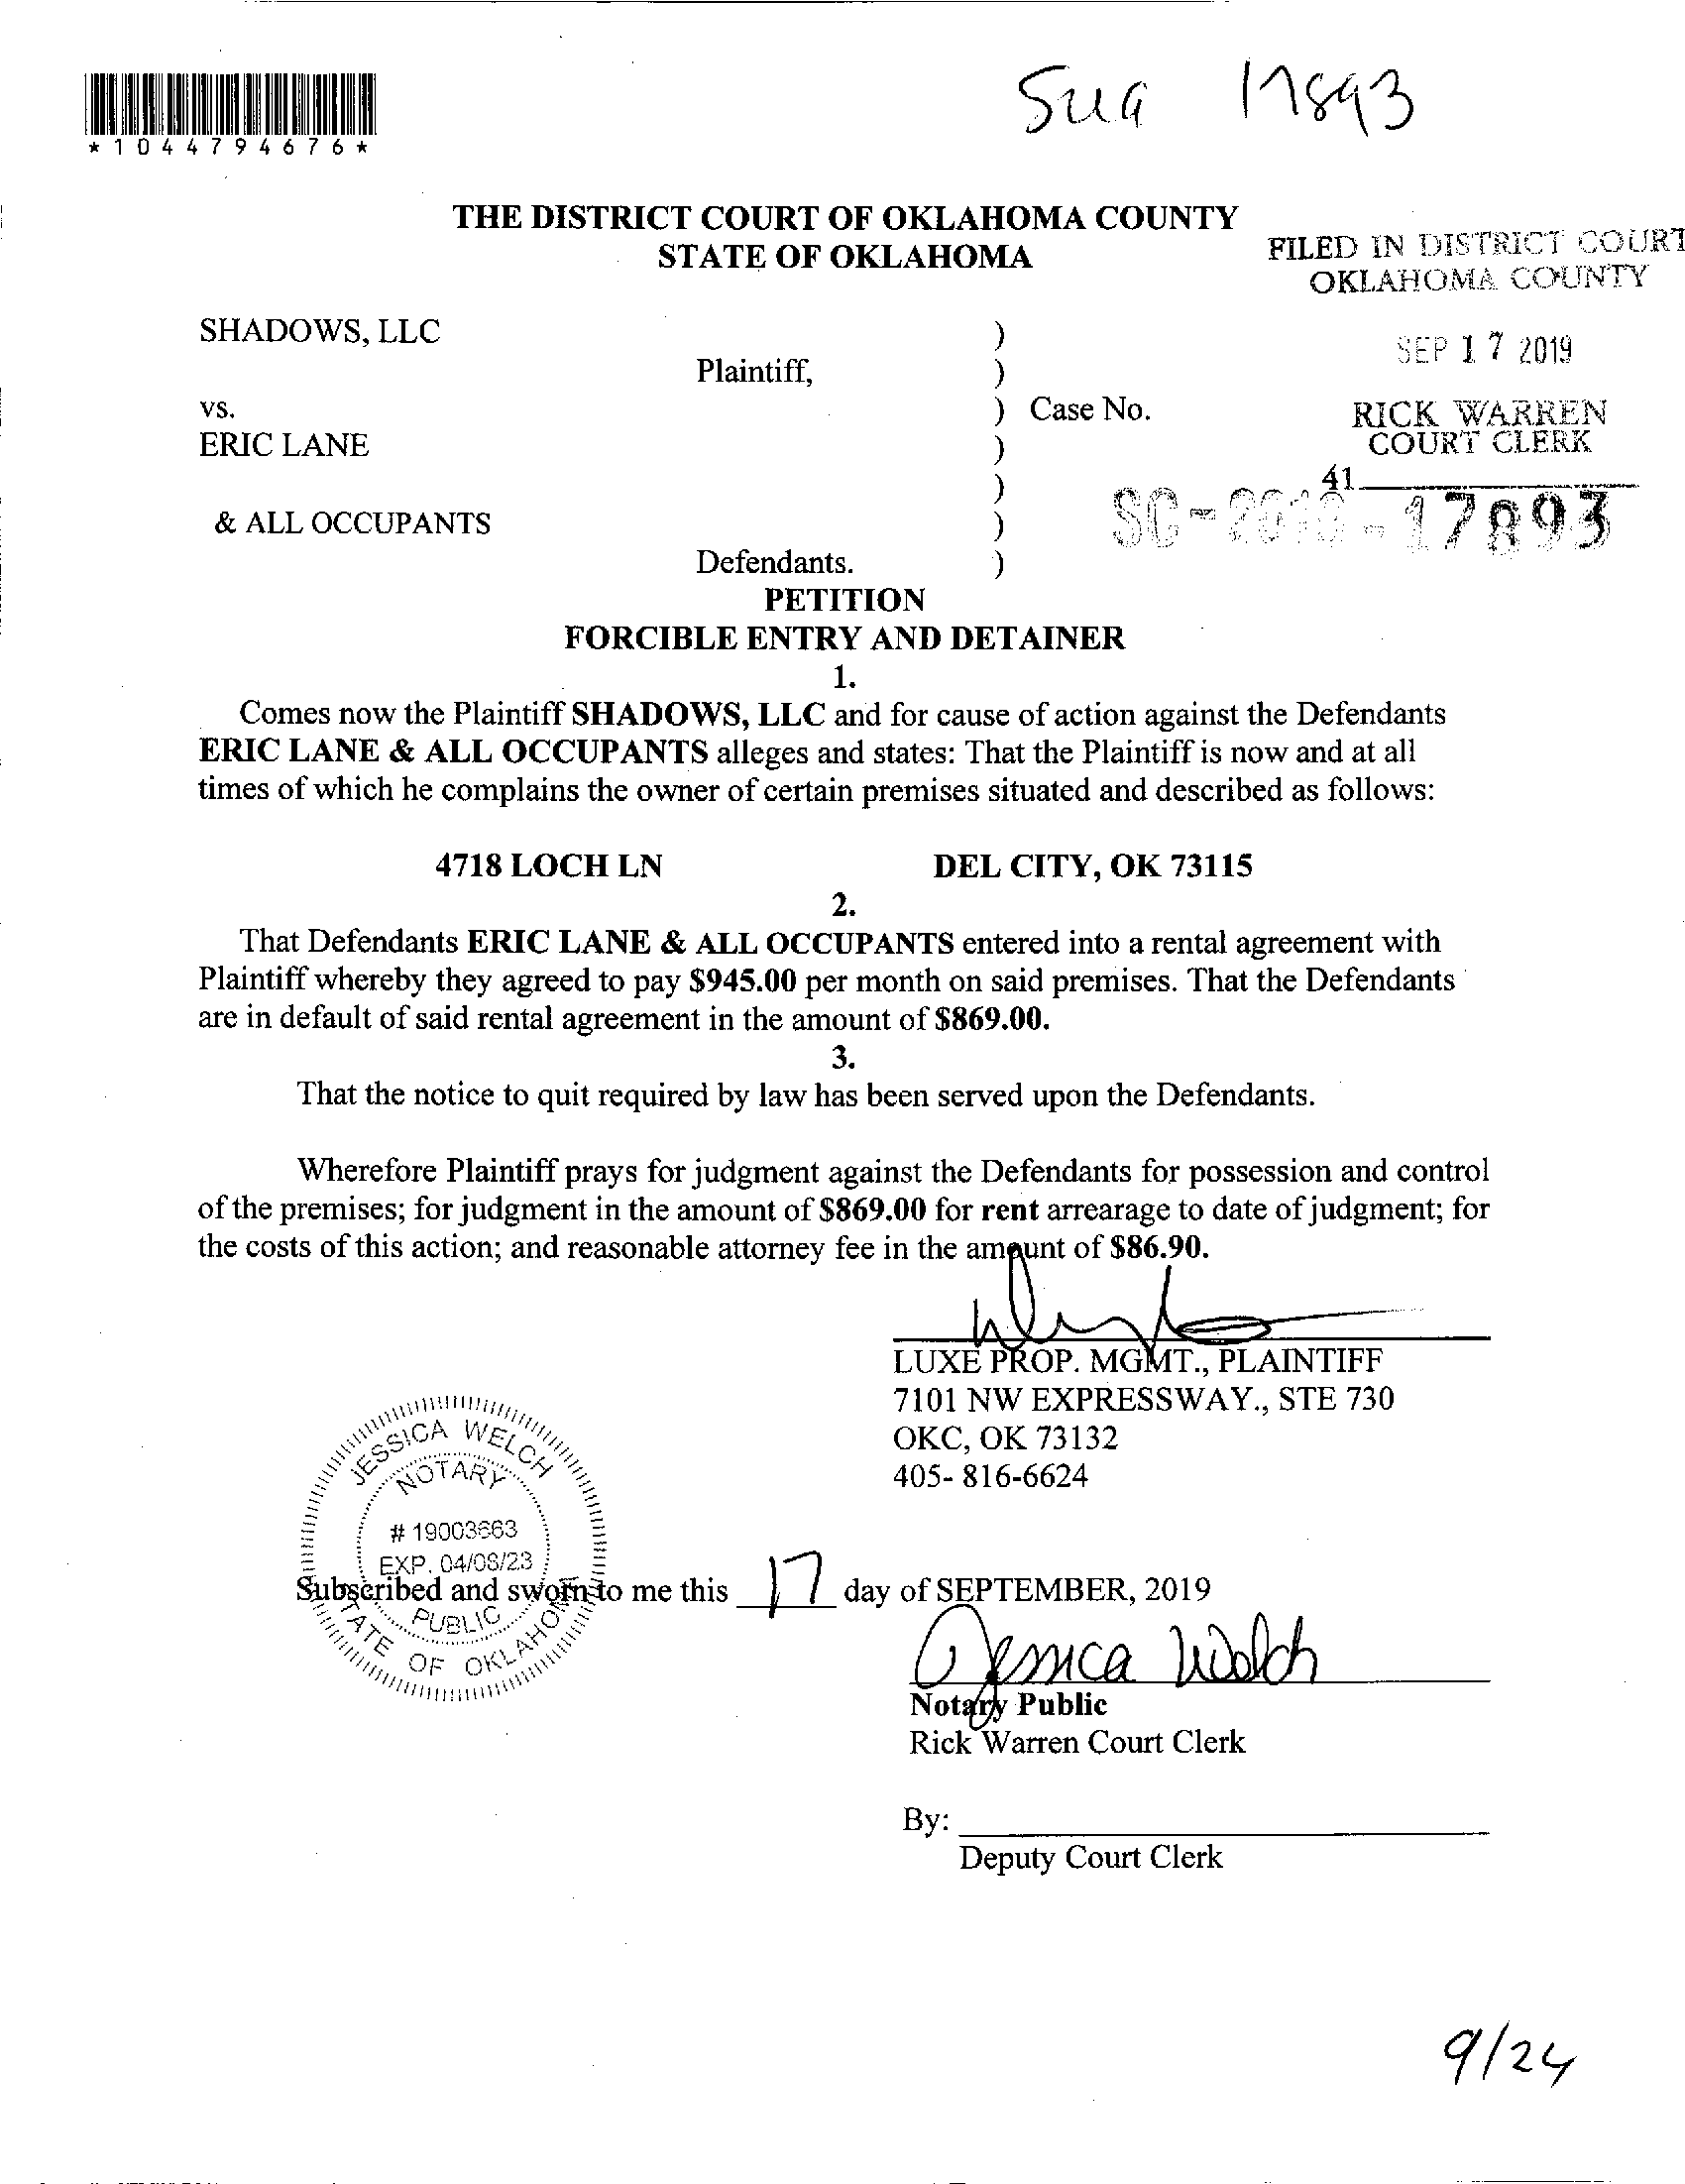 *1044794676*
17893
THE DISTRICT COURT OF OKLAHOMA COUNTY
STATE OF OKLAHOMA
FILED IN DISTRICT COURT
OKLAHOMA COUNTY
SHADOWS, LLC )
SEP 17 2019
Plaintiff, )
vs. ) Case No.
RICK WARREN
COURT CLERK
ERIC LANE )
)
41
& ALL OCCUPANTS )
SC-2019-17893
Defendants. )
PETITION
FORCIBLE ENTRY AND DETAINER
1.
Comes now the Plaintiff SHADOWS, LLC and for cause of action against the Defendants
ERIC LANE & ALL OCCUPANTS alleges and states: That the Plaintiff is now and at all
times of which he complains the owner of certain premises situated and described as follows:
4718 LOCH LN DEL CITY, OK 73115
2.
That Defendants ERIC LANE & ALL OCCUPANTS entered into a rental agreement with
Plaintiff whereby they agreed to pay $945.00 per month on said premises. That the Defendants
are in default of said rental agreement in the amount of $869.00.
3.
That the notice to quit required by law has been served upon the Defendants.
Wherefore Plaintiff prays for judgment against the Defendants for possession and control
of the premises; for judgment in the amount of $869.00 for rent arrearage to date of judgment; for
the costs of this action; and reasonable attorney fee in the amount of $86.90.
LUXE PROP. MGMT., PLAINTIFF
7101 NW EXPRESSWAY., STE 730
OKC, OK 73132
405- 816-6624
JESSICA WELCH
NOTARY
# 19003663
EXP. 04/08/23
PUBLIC
STATE OF OKLAHOMA
Subscribed and sworn to me this 17 day of SEPTEMBER, 2019
Jessica Welch
Notary Public
Rick Warren Court Clerk
By:
Deputy Court Clerk
9/24